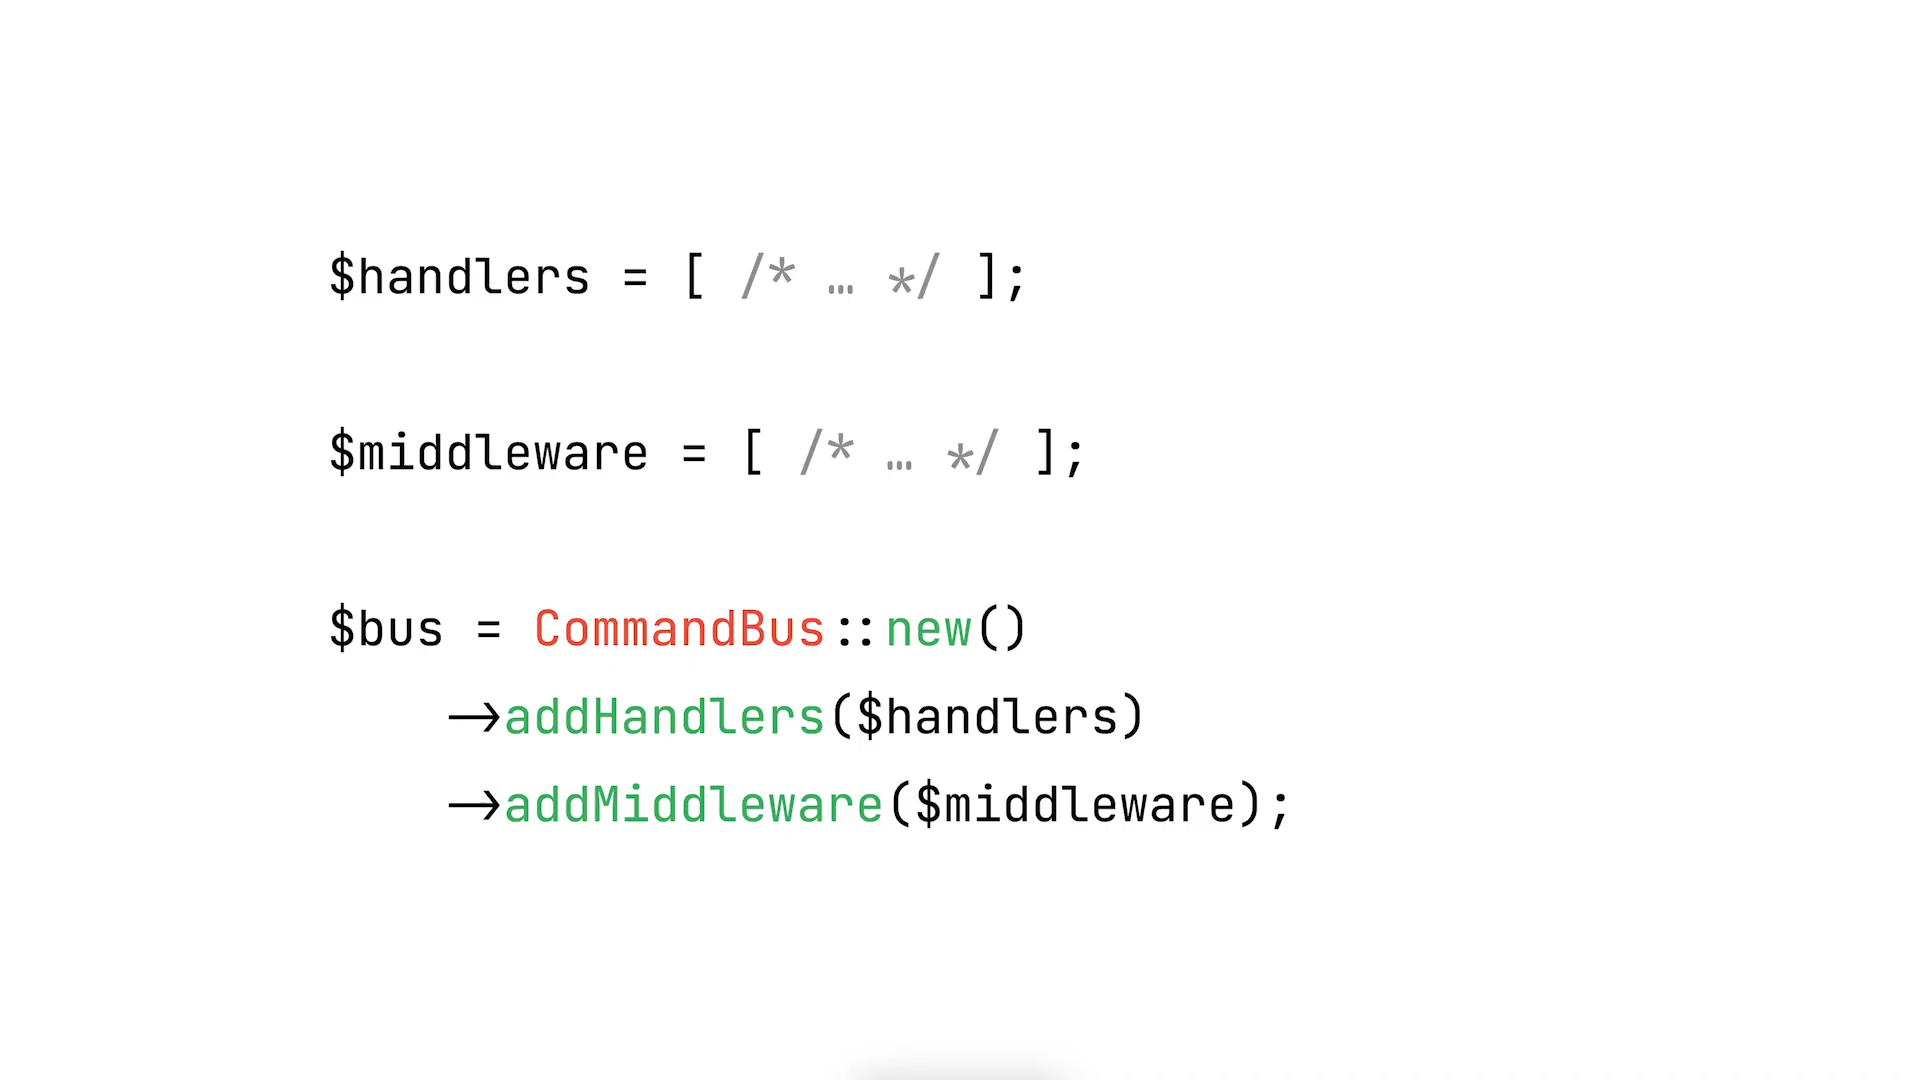 $handlers = [ /* … */ ];
$middleware = [ /* … */ ];
$bus = CommandBus::new()
->addHandlers($handlers)
->addMiddleware($middleware);